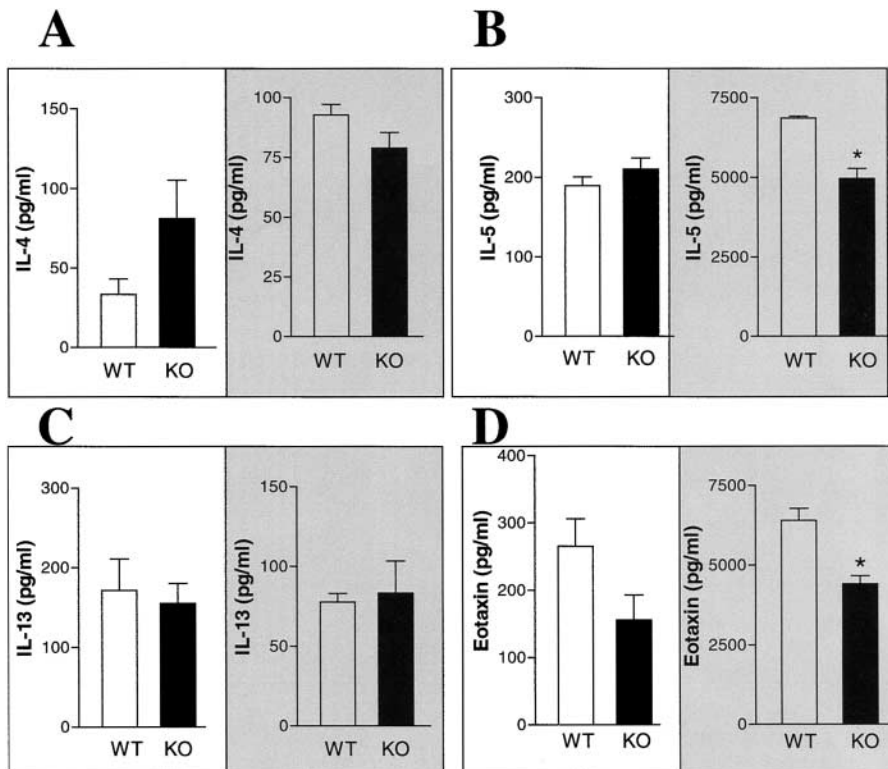 A
IL-4 (pg/ml)
150
100
50
0
WT KO
IL-4 (pg/ml)
100
75
50
25
0
WT KO
B
IL-5 (pg/ml)
300
200
100
0
WT KO
IL-5 (pg/ml)
7500
5000
2500
0
*
WT KO
C
IL-13 (pg/ml)
300
200
100
0
WT KO
IL-13 (pg/ml)
150
100
50
0
WT KO
D
Eotaxin (pg/ml)
400
300
200
100
0
WT KO
Eotaxin (pg/ml)
7500
5000
2500
0
*
WT KO